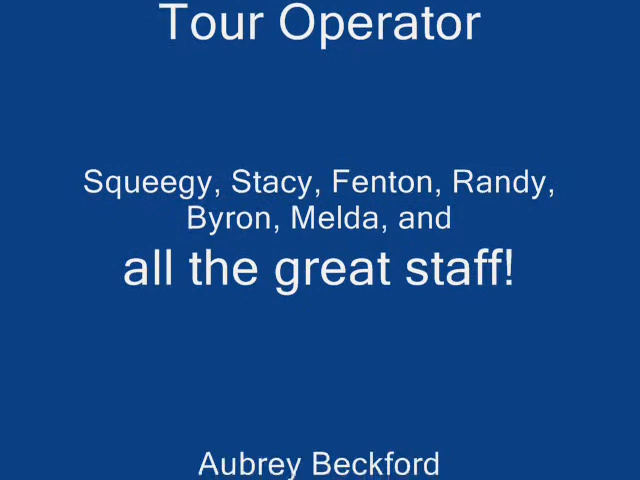 Tour Operator
Squeegy, Stacy, Fenton, Randy,
Byron, Melda, and
all the great staff!
Aubrey Beckford